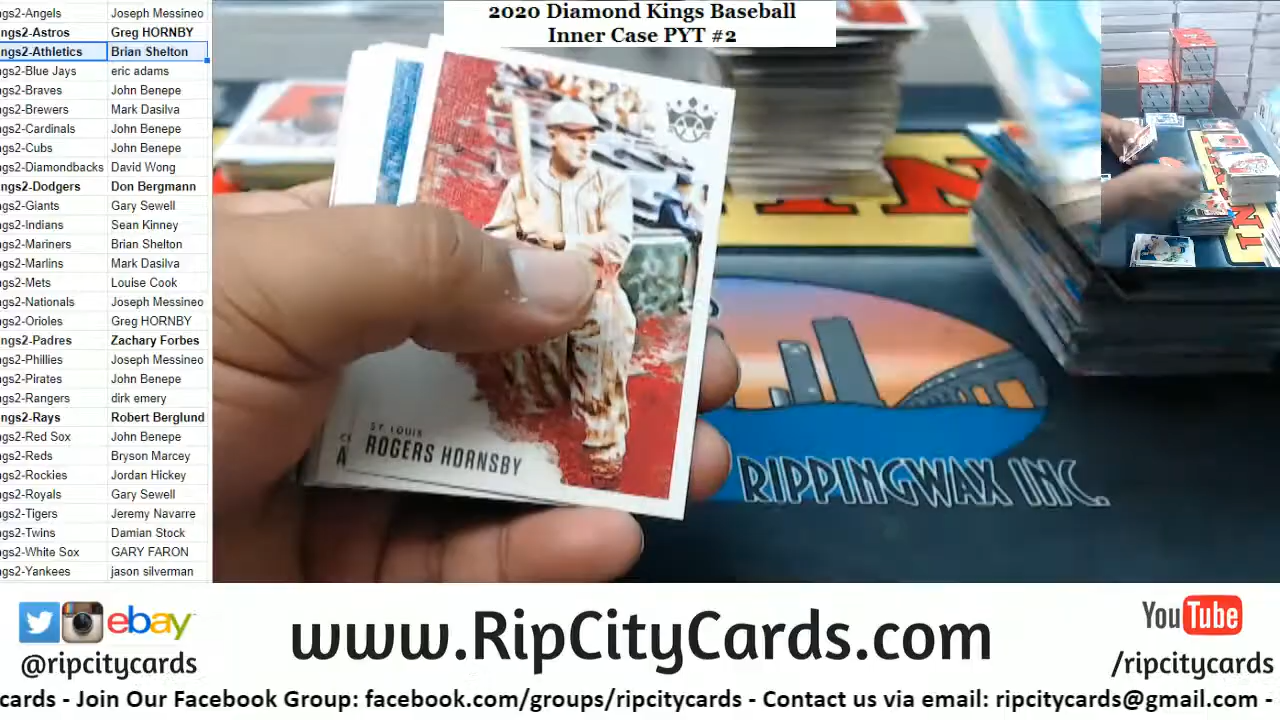 2020 Diamond Kings Baseball
Inner Case PYT #2
ngs2-Angels Joseph Messineo
ngs2-Astros Greg HORNBY
ngs2-Athletics Brian Shelton
ngs2-Blue Jays eric adams
ngs2-Braves John Benepe
ngs2-Brewers Mark Dasilva
ngs2-Cardinals John Benepe
ngs2-Cubs John Benepe
ngs2-Diamondbacks David Wong
ngs2-Dodgers Don Bergmann
ngs2-Giants Gary Sewell
ngs2-Indians Sean Kinney
ngs2-Mariners Brian Shelton
ngs2-Marlins Mark Dasilva
ngs2-Mets Louise Cook
ngs2-Nationals Joseph Messineo
ngs2-Orioles Greg HORNBY
ngs2-Padres Zachary Forbes
ngs2-Phillies Joseph Messineo
ngs2-Pirates John Benepe
ngs2-Rangers dirk emery
ngs2-Rays Robert Berglund
ngs2-Red Sox John Benepe
ngs2-Reds Bryson Marcey
ngs2-Rockies Jordan Hickey
ngs2-Royals Gary Sewell
ngs2-Tigers Jeremy Navarre
ngs2-Twins Damian Stock
ngs2-White Sox GARY FARON
ngs2-Yankees jason silverman
ST. LOUIS
ROGERS HORNSBY
RIPPINGWAX INC.
ebay
@ripcitycards
www.RipCityCards.com
YouTube
/ripcitycards
cards - Join Our Facebook Group: facebook.com/groups/ripcitycards - Contact us via email: ripcitycards@gmail.com -